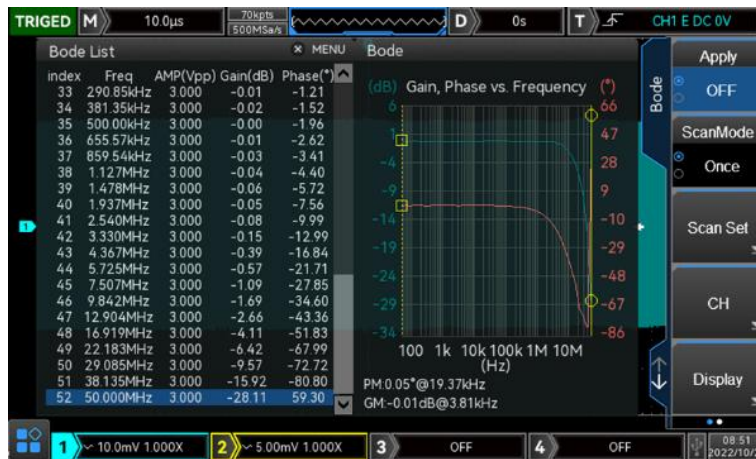 TRIGED M 10.0µs 70kpts 500MSa/s D 0s T CH1 E DC 0V
Bode List MENU
index Freq AMP(Vpp) Gain(dB) Phase(°)
33 290.85kHz 3.000 -0.01 -1.21
34 381.35kHz 3.000 -0.02 -1.52
35 500.00kHz 3.000 -0.00 -1.96
36 655.57kHz 3.000 -0.01 -2.62
37 859.54kHz 3.000 -0.03 -3.41
38 1.127MHz 3.000 -0.04 -4.40
39 1.478MHz 3.000 -0.06 -5.72
40 1.937MHz 3.000 -0.05 -7.56
41 2.540MHz 3.000 -0.08 -9.99
42 3.330MHz 3.000 -0.15 -12.99
43 4.367MHz 3.000 -0.39 -16.84
44 5.725MHz 3.000 -0.57 -21.71
45 7.507MHz 3.000 -1.09 -27.85
46 9.842MHz 3.000 -1.69 -34.60
47 12.904MHz 3.000 -2.66 -43.36
48 16.919MHz 3.000 -4.11 -51.83
49 22.183MHz 3.000 -6.42 -67.99
50 29.085MHz 3.000 -9.57 -72.72
51 38.135MHz 3.000 -15.92 -80.80
52 50.000MHz 3.000 -28.11 59.30
Bode
(dB) Gain, Phase vs. Frequency (°)
6 66
1 47
-4 28
-9 9
-14 -10
-19 -29
-24 -48
-29 -67
-34 -86
100 1k 10k 100k 1M 10M
(Hz)
PM:0.05°@19.37kHz
GM:-0.01dB@3.81kHz
Bode
Apply
OFF
ScanMode
Once
Scan Set
CH
Display
1
1 10.0mV 1.000X 2 5.00mV 1.000X 3 OFF 4 OFF 08:51